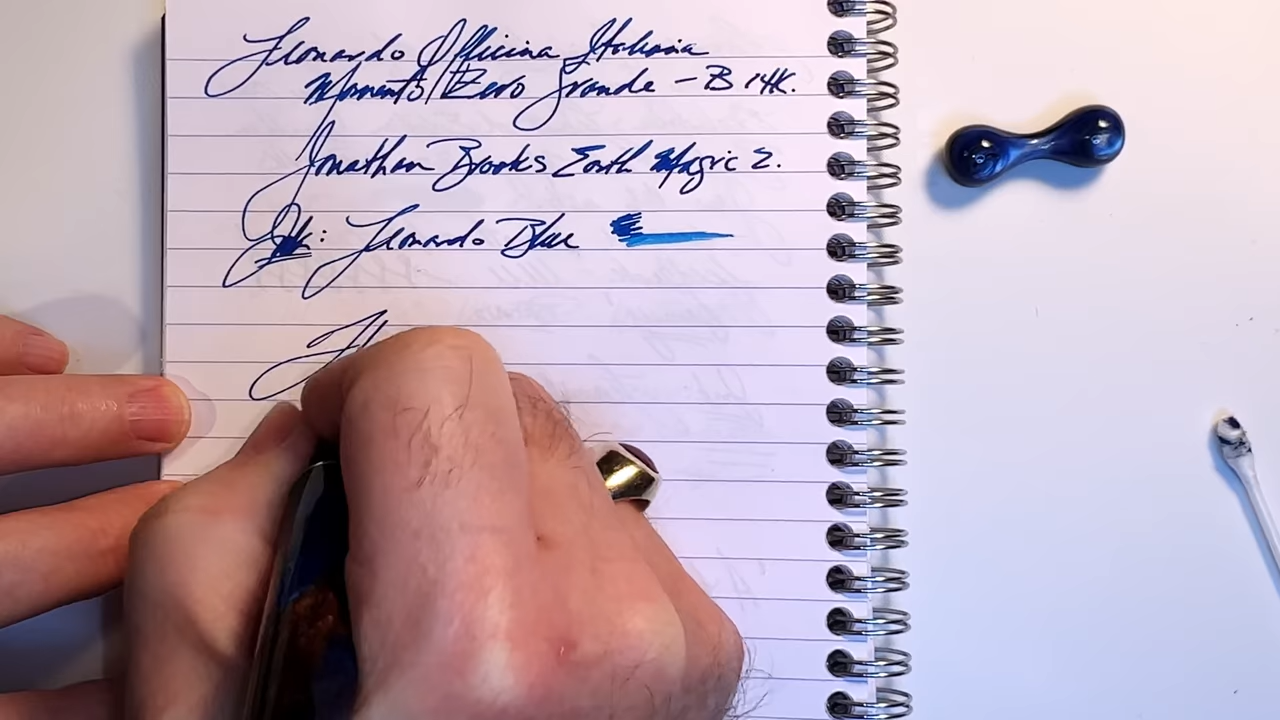 Leonardo Officina Italiana
Momento Zero Grande - B 14K.
Jonathan Brooks Earth Magic 2.
Ink: Leonardo Blue